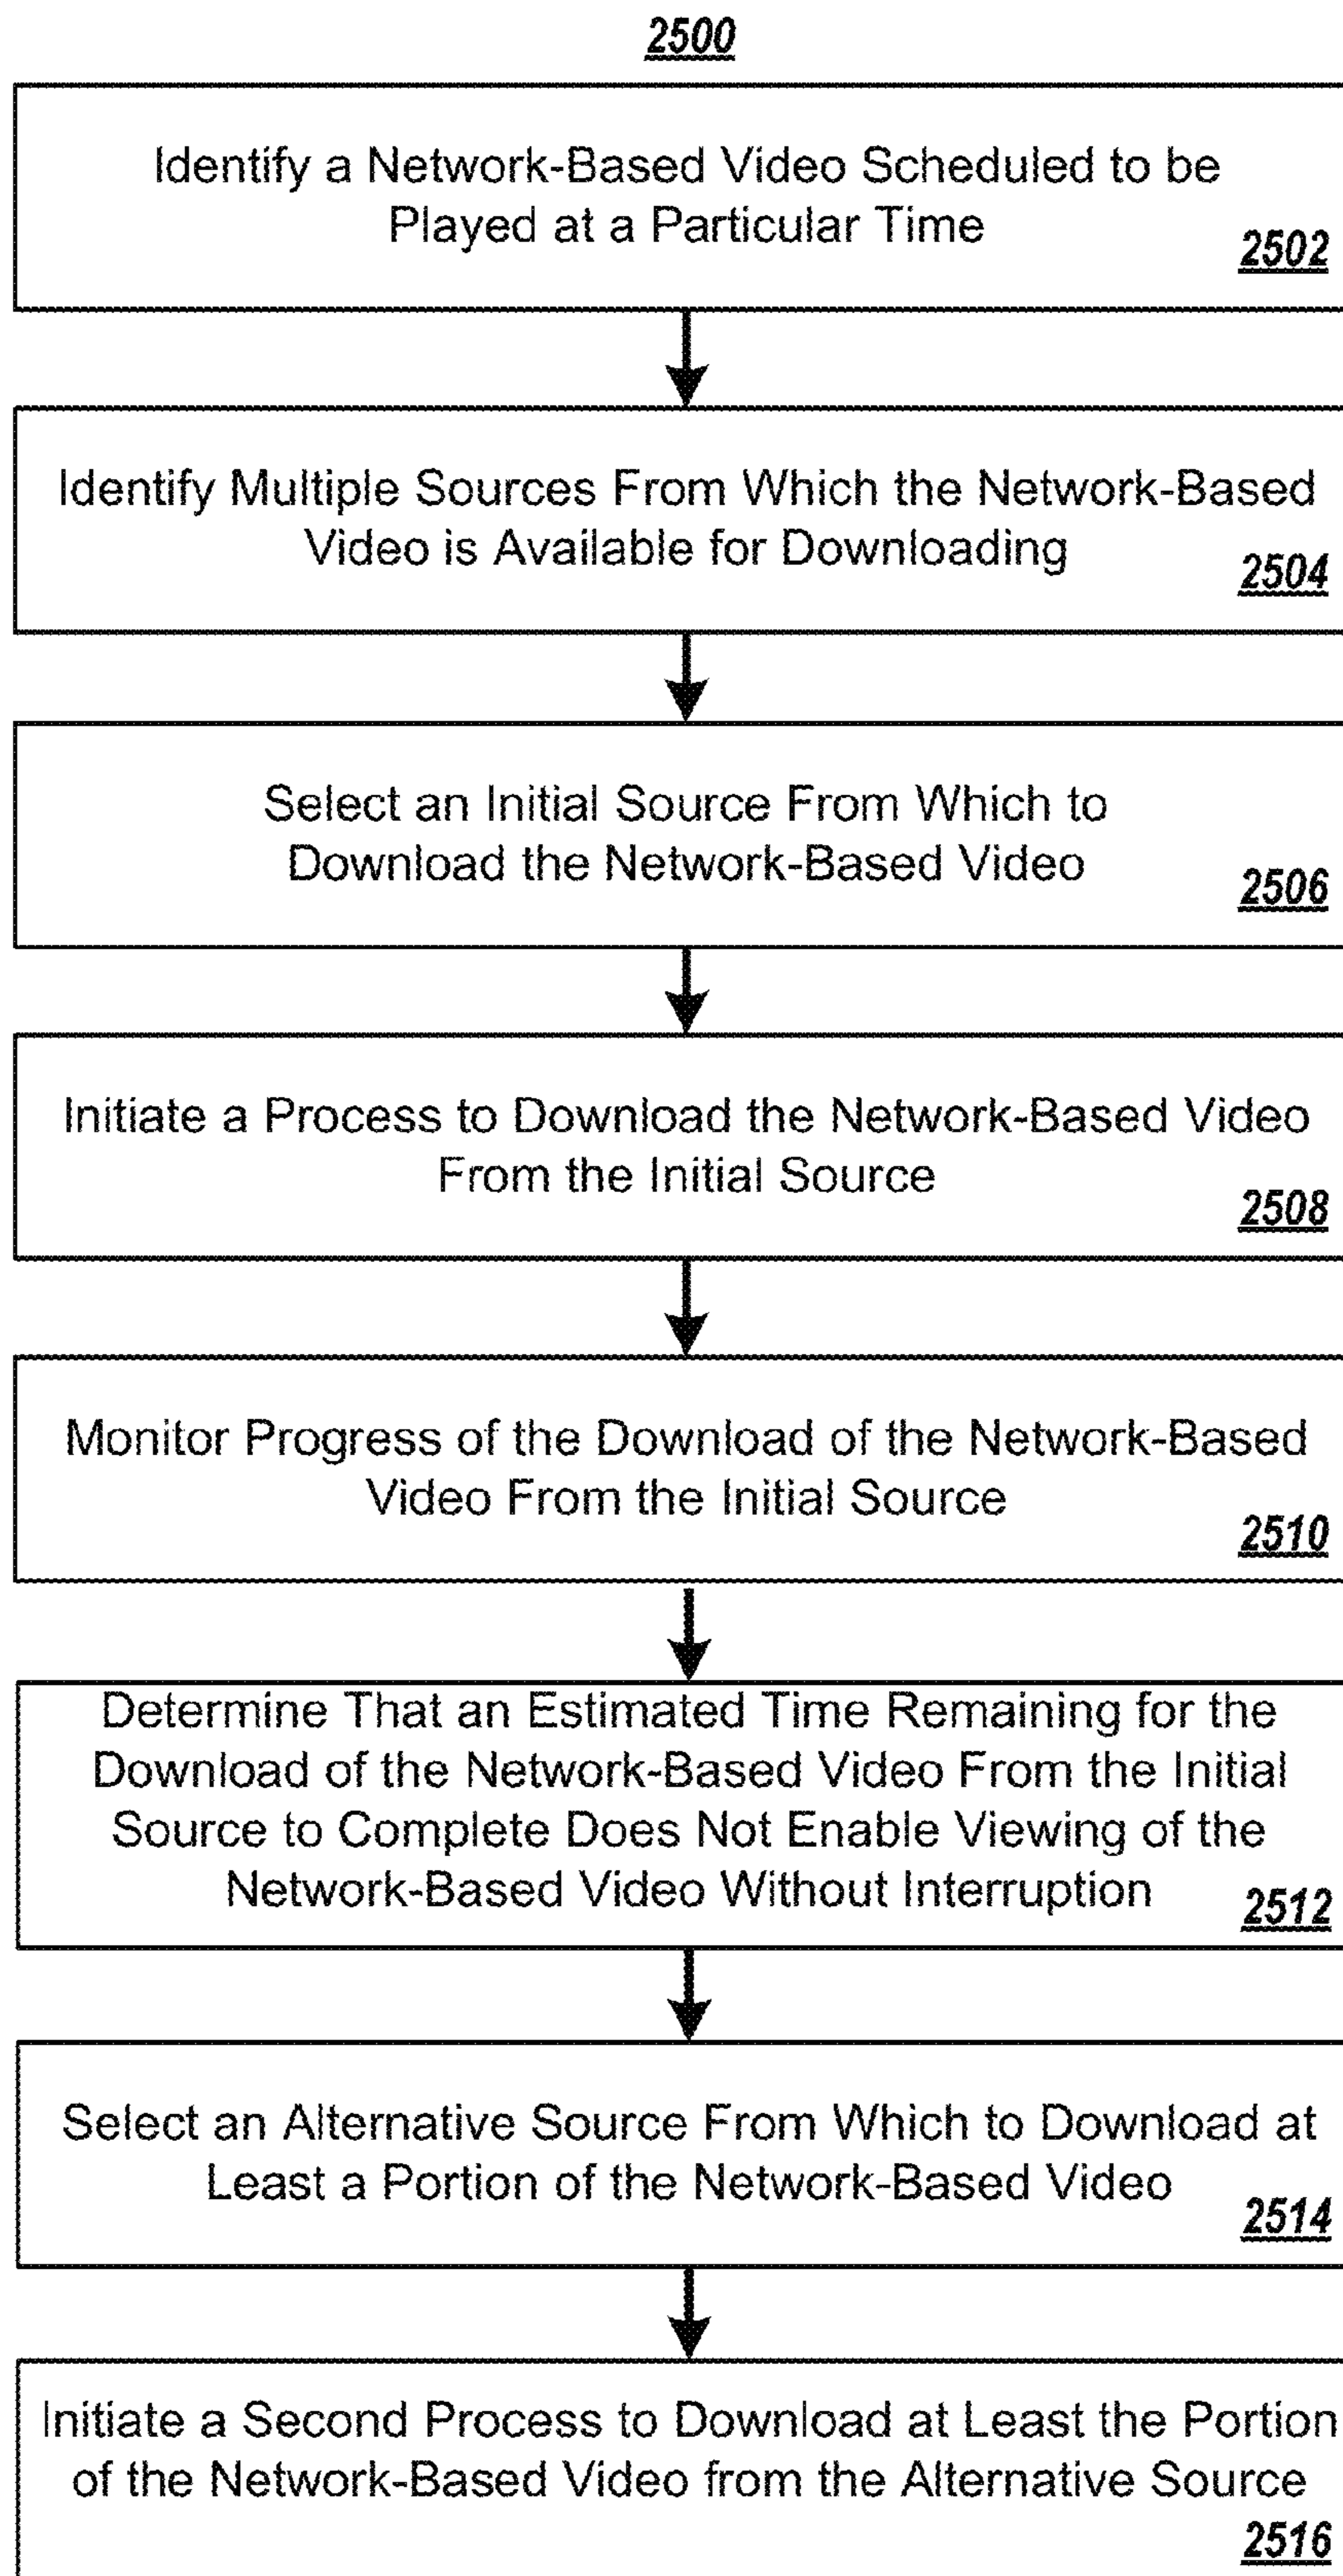 2500
Identify a Network-Based Video Scheduled to be
Played at a Particular Time
2502
Identify Multiple Sources From Which the Network-Based
Video is Available for Downloading
2504
Select an Initial Source From Which to
Download the Network-Based Video
2506
Initiate a Process to Download the Network-Based Video
From the Initial Source
2508
Monitor Progress of the Download of the Network-Based
Video From the Initial Source
2510
Determine That an Estimated Time Remaining for the
Download of the Network-Based Video From the Initial
Source to Complete Does Not Enable Viewing of the
Network-Based Video Without Interruption
2512
Select an Alternative Source From Which to Download at
Least a Portion of the Network-Based Video
2514
Initiate a Second Process to Download at Least the Portion
of the Network-Based Video from the Alternative Source
2516